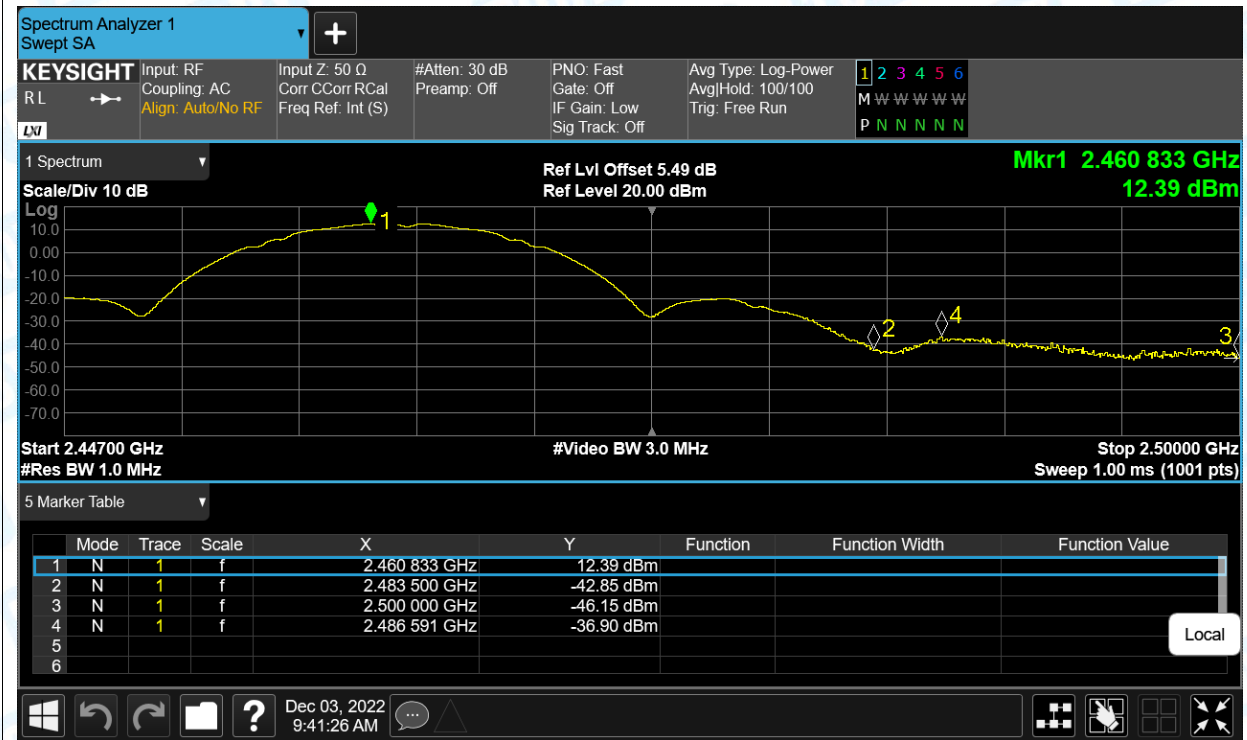 Spectrum Analyzer 1
Swept SA
+
KEYSIGHT
R L
LXI
Input: RF
Coupling: AC
Align: Auto/No RF
Input Z: 50 Ω
Corr CCorr RCal
Freq Ref: Int (S)
#Atten: 30 dB
Preamp: Off
PNO: Fast
Gate: Off
IF Gain: Low
Sig Track: Off
Avg Type: Log-Power
Avg|Hold: 100/100
Trig: Free Run
1 2 3 4 5 6
M W W W W W W
P N N N N N
1 Spectrum
Scale/Div 10 dB
Ref Lvl Offset 5.49 dB
Ref Level 20.00 dBm
Mkr1 2.460 833 GHz
12.39 dBm
Log
10.0
0.00
-10.0
-20.0
-30.0
-40.0
-50.0
-60.0
-70.0
1
2
4
3
Start 2.44700 GHz
#Video BW 3.0 MHz
Stop 2.50000 GHz
#Res BW 1.0 MHz
Sweep 1.00 ms (1001 pts)
5 Marker Table
Mode Trace Scale X Y Function Function Width Function Value
1 N 1 f 2.460 833 GHz 12.39 dBm
2 N 1 f 2.483 500 GHz -42.85 dBm
3 N 1 f 2.500 000 GHz -46.15 dBm
4 N 1 f 2.486 591 GHz -36.90 dBm
5
6
Local
?
Dec 03, 2022
9:41:26 AM